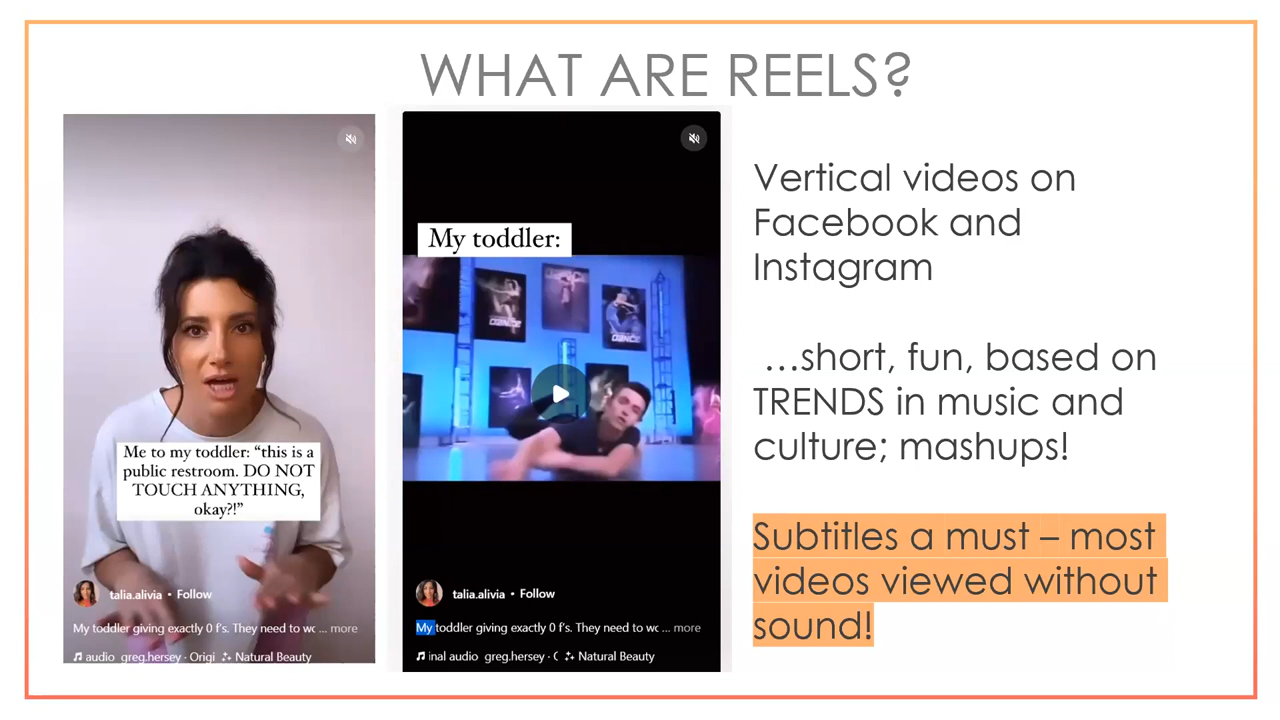 WHAT ARE REELS?
Me to my toddler: “this is a
public restroom. DO NOT
TOUCH ANYTHING,
okay?!”
talia.alivia • Follow
My toddler giving exactly 0 f's. They need to wc ... more
audio greg.hersey · Origi Natural Beauty
My toddler:
DANCE
DANCE
talia.alivia • Follow
My toddler giving exactly 0 f's. They need to wc ... more
inal audio greg.hersey · ( Natural Beauty
Vertical videos on
Facebook and
Instagram
…short, fun, based on
TRENDS in music and
culture; mashups!
Subtitles a must – most
videos viewed without
sound!